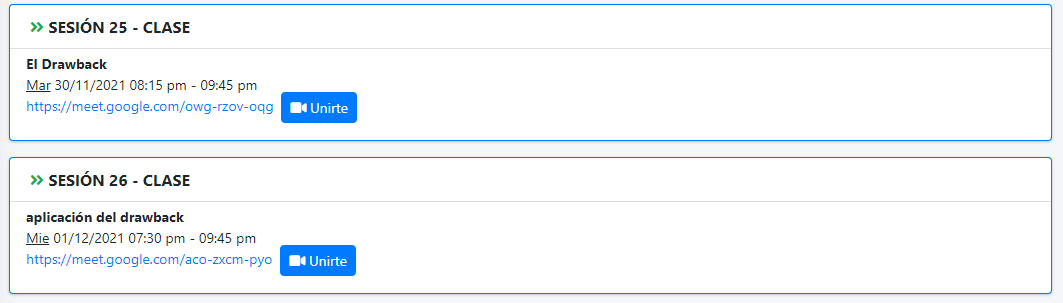 SESIÓN 25 - CLASE
El Drawback
Mar 30/11/2021 08:15 pm - 09:45 pm
https://meet.google.com/owg-rzov-oqg Unirte
SESIÓN 26 - CLASE
aplicación del drawback
Mie 01/12/2021 07:30 pm - 09:45 pm
https://meet.google.com/aco-zxcm-pyo Unirte